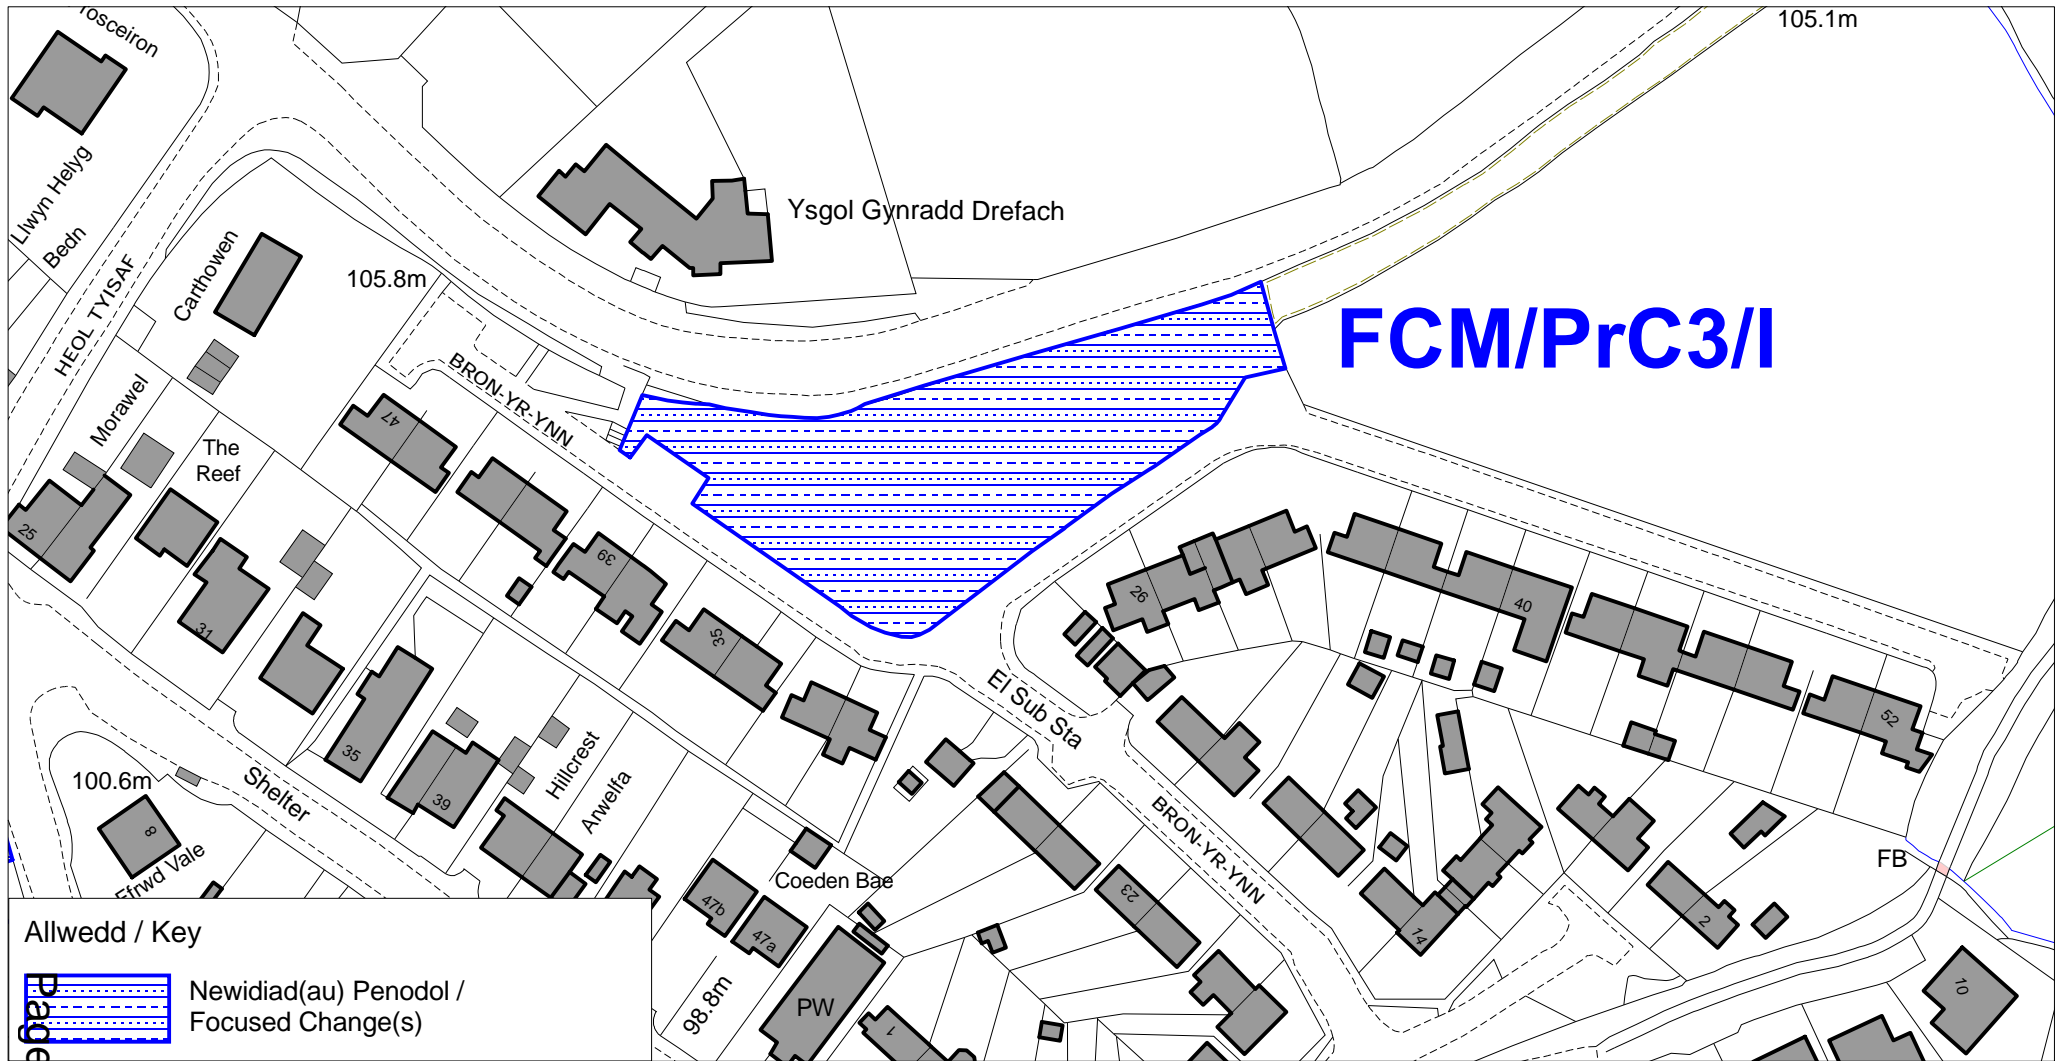 rosceiron
105.1m
Llwyn Helyg
Bedn
HEOL TYISAF
Carthowen
105.8m
Ysgol Gynradd Drefach
FCM/PrC3/I
BRON-YR-YNN
Morawel
The
Reef
47
25
31
39
35
26
40
52
El Sub Sta
35
39
Hillcrest
Arwelfa
100.6m
Shelter
8
Ffrwd Vale
BRON-YR-YNN
FB
Coeden Bae
47b
47a
23
14
2
10
98.8m
PW
1
Allwedd / Key
Page
Newidiad(au) Penodol /
Focused Change(s)